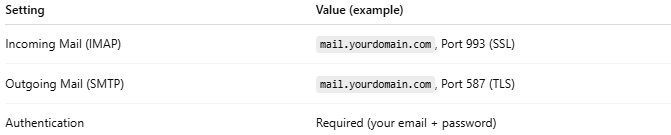 Setting Value (example)
Incoming Mail (IMAP) mail.yourdomain.com, Port 993 (SSL)
Outgoing Mail (SMTP) mail.yourdomain.com, Port 587 (TLS)
Authentication Required (your email + password)